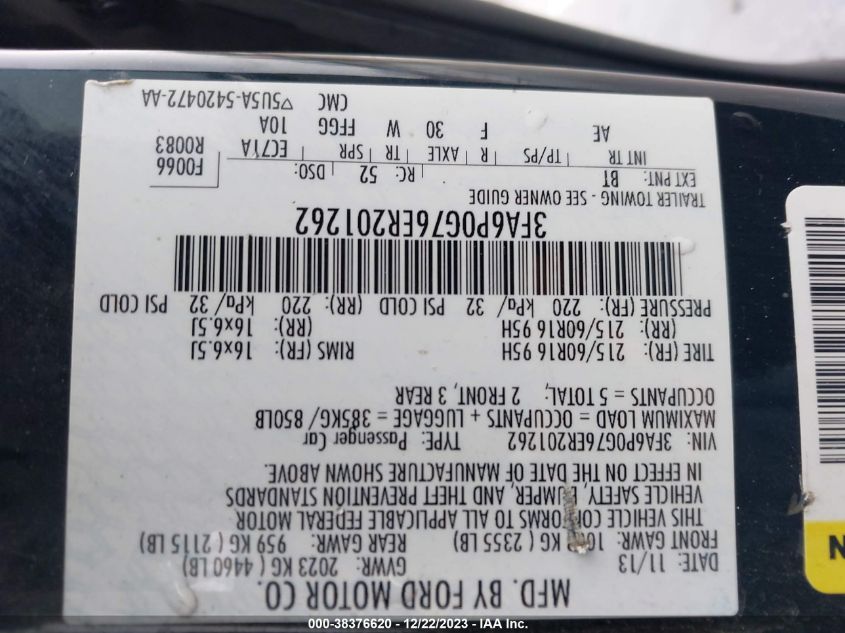 MFD. BY FORD MOTOR CO.
DATE: 11/13 GVWR: 2023 KG ( 4460 LB)
FRONT GAWR: KG ( 2355 LB) REAR GAWR: 959 KG ( 2115 LB)
THIS VEHICLE CONFORMS TO ALL APPLICABLE FEDERAL MOTOR
VEHICLE SAFETY, BUMPER, AND THEFT PREVENTION STANDARDS
IN EFFECT ON THE DATE OF MANUFACTURE SHOWN ABOVE.
VIN: 3FA6P0G76ER201262 TYPE: Passenger Car
MAXIMUM LOAD = OCCUPANTS + LUGGAGE = 385KG/ 850LB
OCCUPANTS = 5 TOTAL: 2 FRONT, 3 REAR
TIRE (FR): 215/60R16 95H RIMS (FR): 16x6.5J
(RR): 215/60R16 95H (RR): 16x6.5J
PRESSURE (FR): 220 kPa/ 32 PSI COLD (RR): 220 kPa/ 32 PSI COLD
3FA6P0G76ER201262
TRAILER TOWING - SEE OWNER GUIDE
EXT PNT: BT RC: 52 DSO: F0066
INT TR TP/PS R AXLE TR SPR EC71A R0083
AE F 30 W FFGG 10A
CMC ▽5U5A-5420472-AA
N
000-38376620 - 12/22/2023 - IAA Inc.